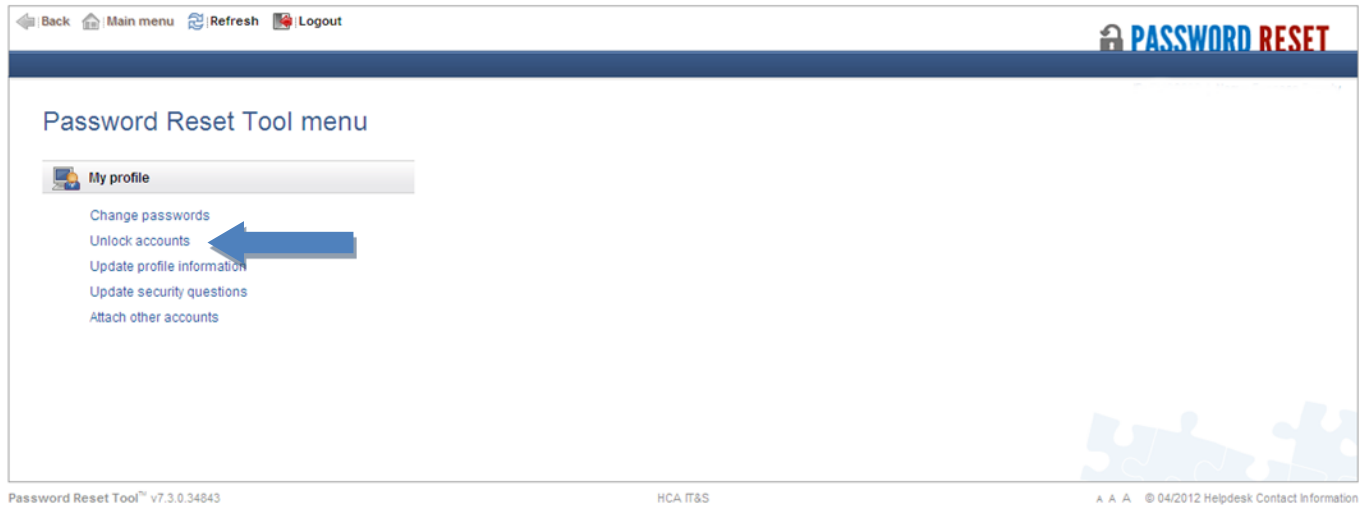 Back Main menu Refresh Logout
PASSWORD RESET
Password Reset Tool menu
My profile
Change passwords
Unlock accounts
Update profile information
Update security questions
Attach other accounts
Password Reset Tool™ v7.3.0.34843 HCA IT&S A A A © 04/2012 Helpdesk Contact Information